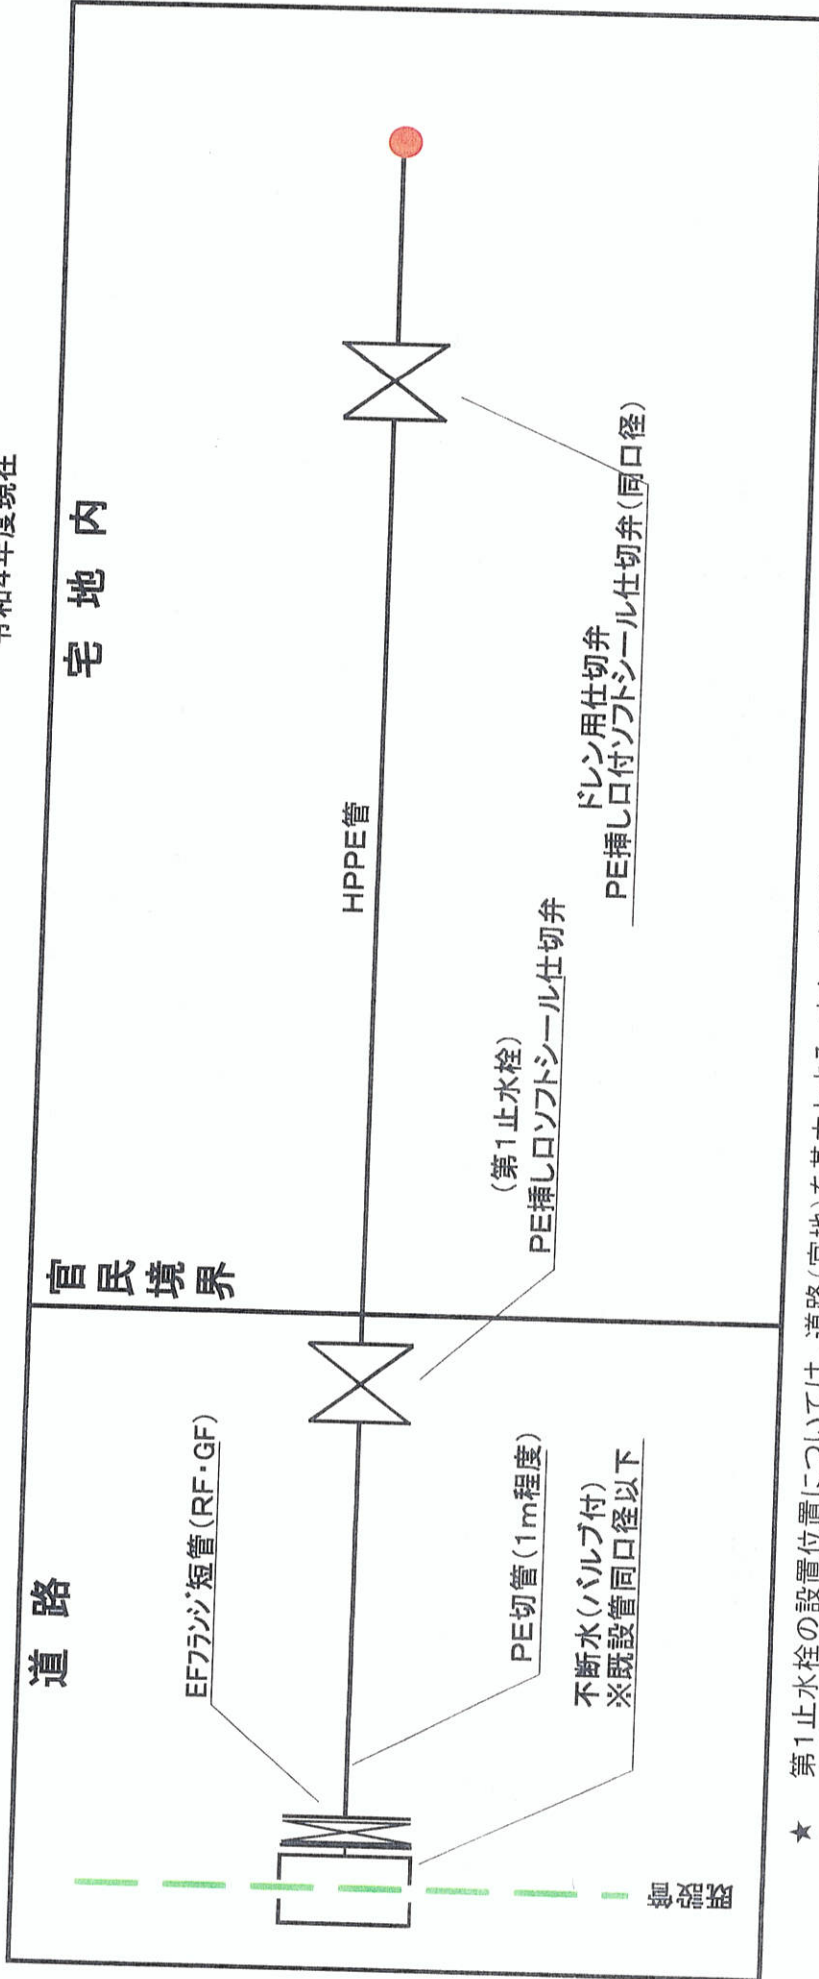 令和4年度現在
宅地内
道路
官民境界
HPPE管
EFフランジ短管(RF・GF)
(第1止水栓)
PE挿し口ソフトシール仕切弁
ドレン用仕切弁
PE挿し口付ソフトシール仕切弁(同口径)
PE切管(1m程度)
不断水(バルブ付)
※既設管同口径以下
既設管
★ 第1止水栓の設置位置については、道路(官地)を基本とする。